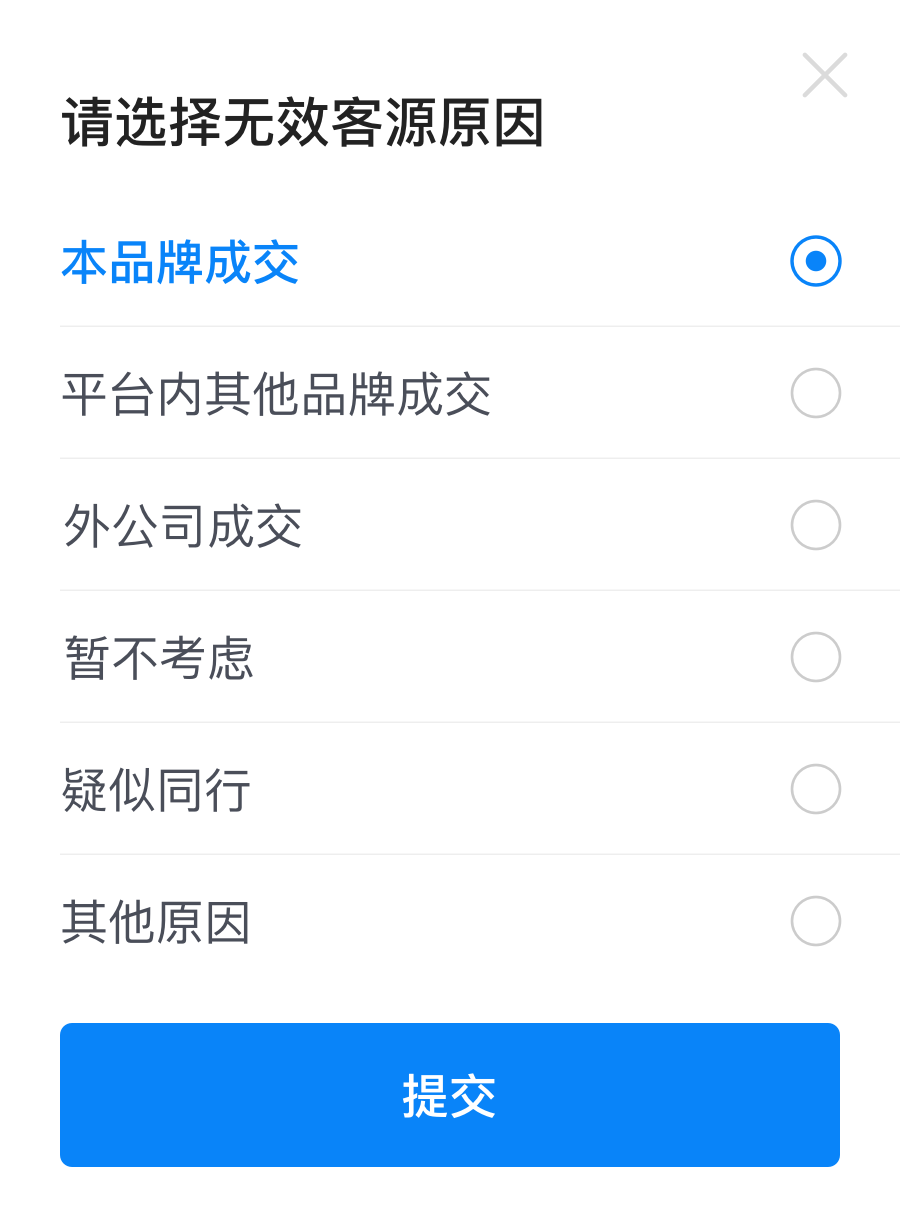 请选择无效客源原因
本品牌成交
平台内其他品牌成交
外公司成交
暂不考虑
疑似同行
其他原因
提交